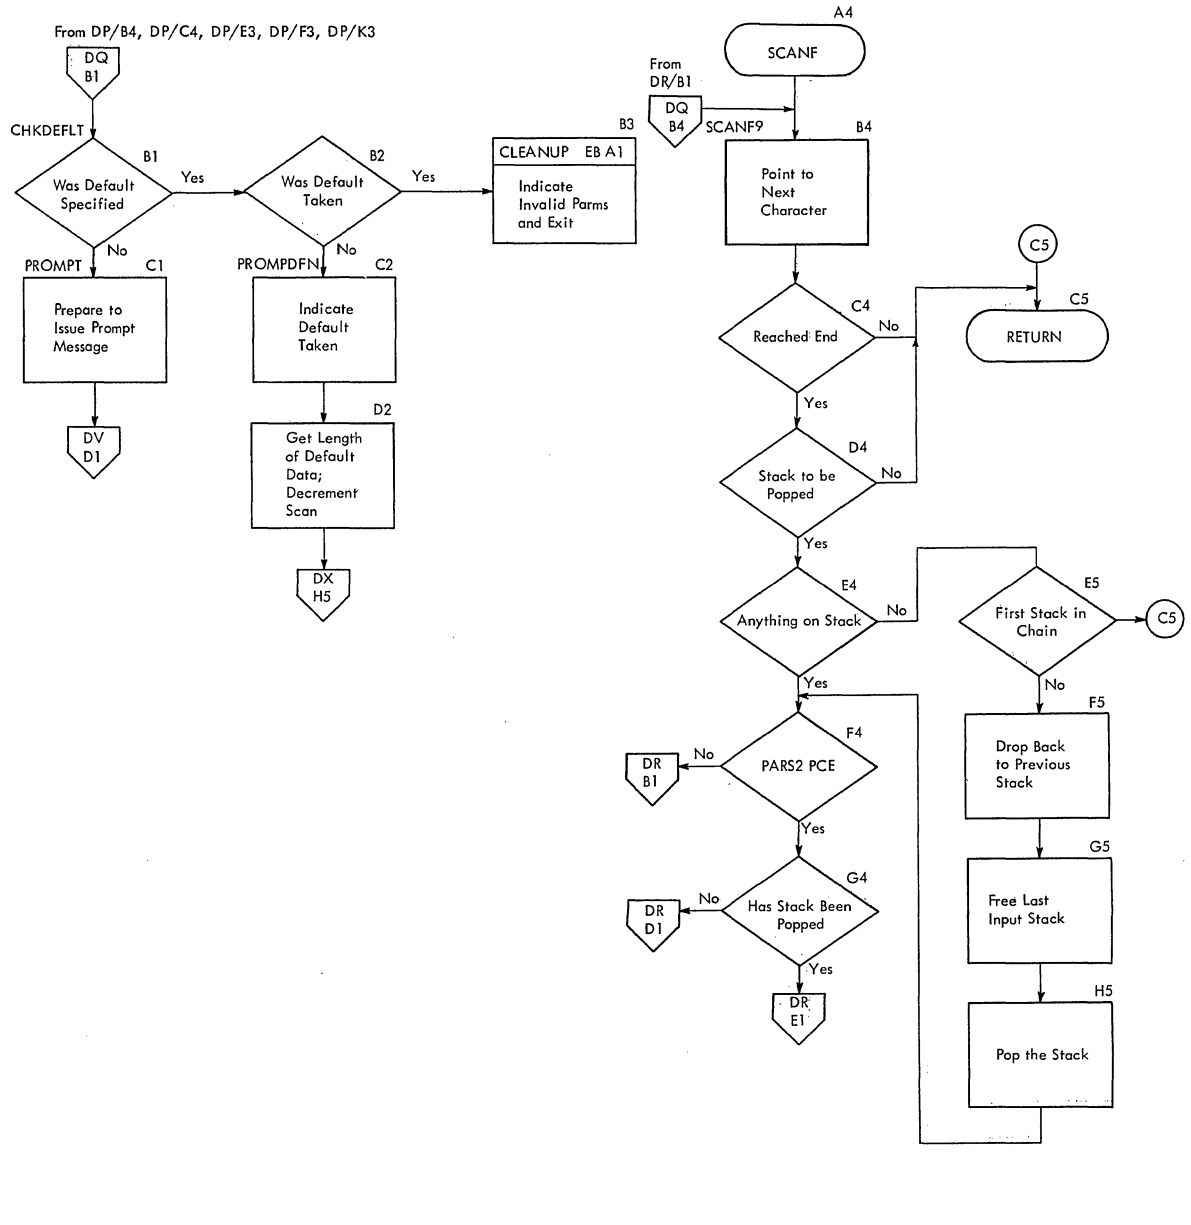 From DP/B4, DP/C4, DP/E3, DP/F3, DP/K3
DQ
B1
CHKDEFLT
B1
Was Default
Specified
Yes
No
B2
Was Default
Taken
Yes
No
B3
CLEANUP EB A1
Indicate
Invalid Parms
and Exit
PROMPT
C1
Prepare to
Issue Prompt
Message
DV
D1
PROMPDFN
C2
Indicate
Default
Taken
D2
Get Length
of Default
Data;
Decrement
Scan
DX
H5
A4
SCANF
From
DR/B1
DQ
B4
SCANF9
B4
Point to
Next
Character
C4
Reached End
No
Yes
C5
C5
RETURN
D4
Stack to be
Popped
No
Yes
E4
Anything on Stack
No
Yes
E5
First Stack in
Chain
C5
No
F4
PARS2 PCE
No
DR
B1
Yes
F5
Drop Back
to Previous
Stack
G4
Has Stack Been
Popped
No
DR
D1
Yes
DR
E1
G5
Free Last
Input Stack
H5
Pop the Stack